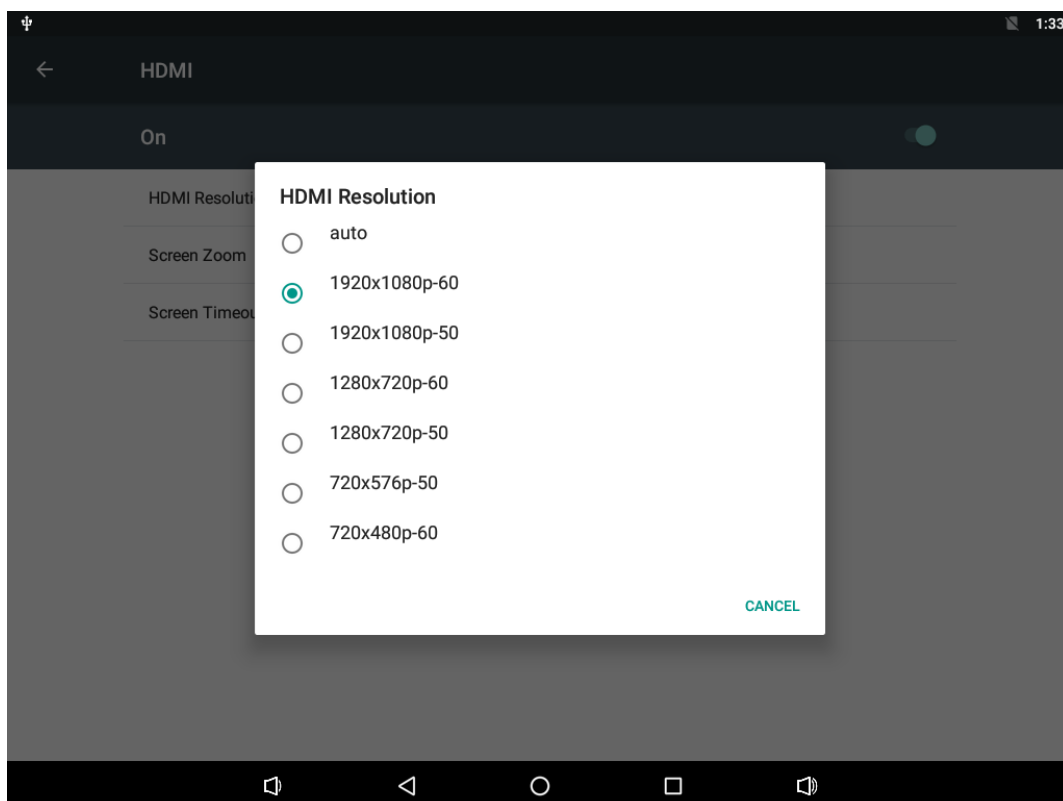 1:33
HDMI
On
HDMI Resoluti
Screen Zoom
Screen Timeou
HDMI Resolution
auto
1920x1080p-60
1920x1080p-50
1280x720p-60
1280x720p-50
720x576p-50
720x480p-60
CANCEL